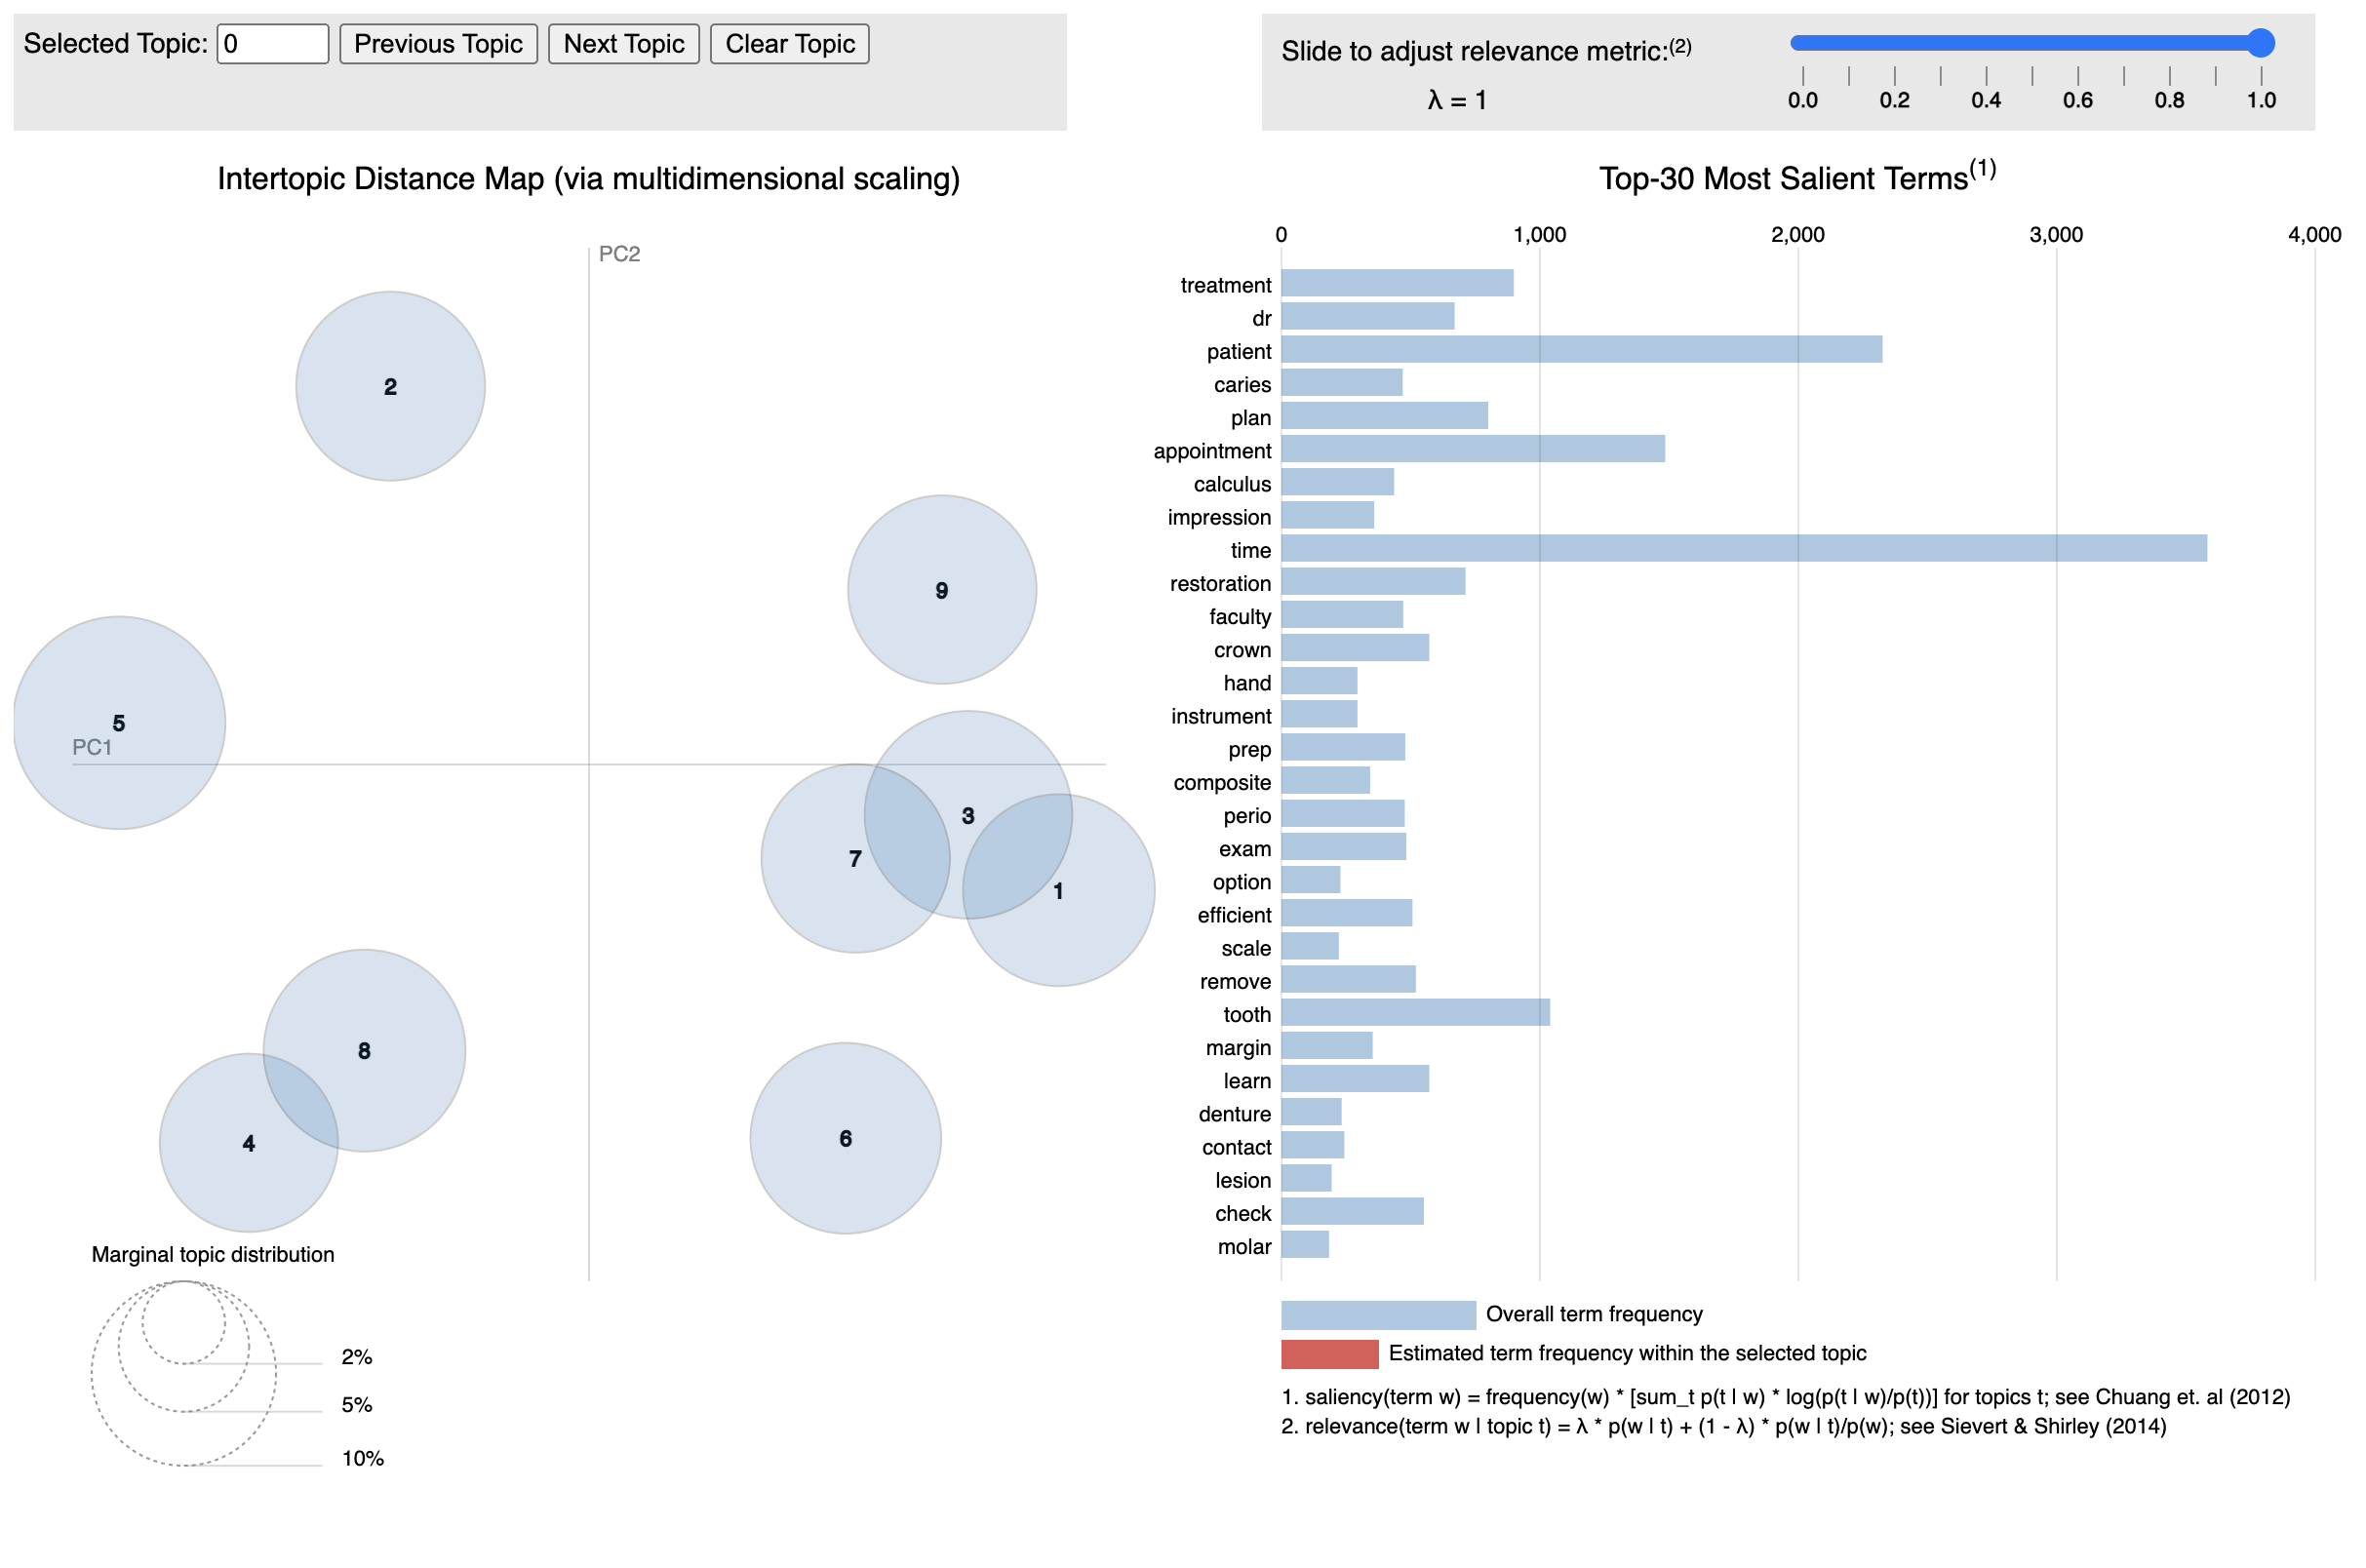 Selected Topic: 0 Previous Topic Next Topic Clear Topic
Slide to adjust relevance metric:(2)
λ = 1
0.0 0.2 0.4 0.6 0.8 1.0
Intertopic Distance Map (via multidimensional scaling)
PC2
2
9
5
PC1
3
7
1
8
4
6
Marginal topic distribution
2%
5%
10%
Top-30 Most Salient Terms(1)
0 1,000 2,000 3,000 4,000
treatment
dr
patient
caries
plan
appointment
calculus
impression
time
restoration
faculty
crown
hand
instrument
prep
composite
perio
exam
option
efficient
scale
remove
tooth
margin
learn
denture
contact
lesion
check
molar
Overall term frequency
Estimated term frequency within the selected topic
1. saliency(term w) = frequency(w) * [sum_t p(t | w) * log(p(t | w)/p(t))] for topics t; see Chuang et. al (2012)
2. relevance(term w | topic t) = λ * p(w | t) + (1 - λ) * p(w | t)/p(w); see Sievert & Shirley (2014)